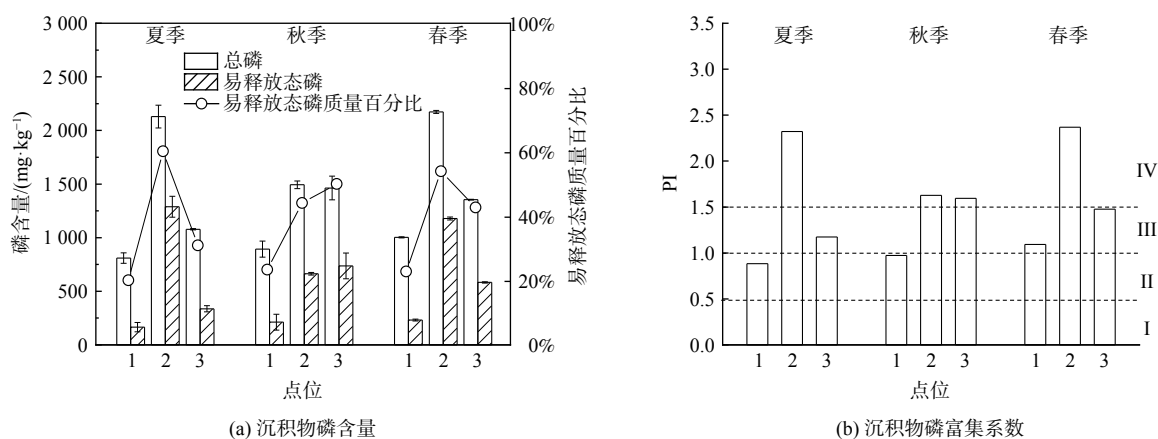 3 000
2 500
2 000
1 500
1 000
500
0
磷含量/(mg·kg⁻¹)
夏季 秋季 春季
总磷
易释放态磷
易释放态磷质量百分比
100%
80%
60%
40%
20%
0%
易释放态磷质量百分比
1 2 3 1 2 3 1 2 3
点位
(a) 沉积物磷含量
3.5
3.0
2.5
2.0
1.5
1.0
0.5
0.0
PI
夏季 秋季 春季
IV
III
II
I
1 2 3 1 2 3 1 2 3
点位
(b) 沉积物磷富集系数